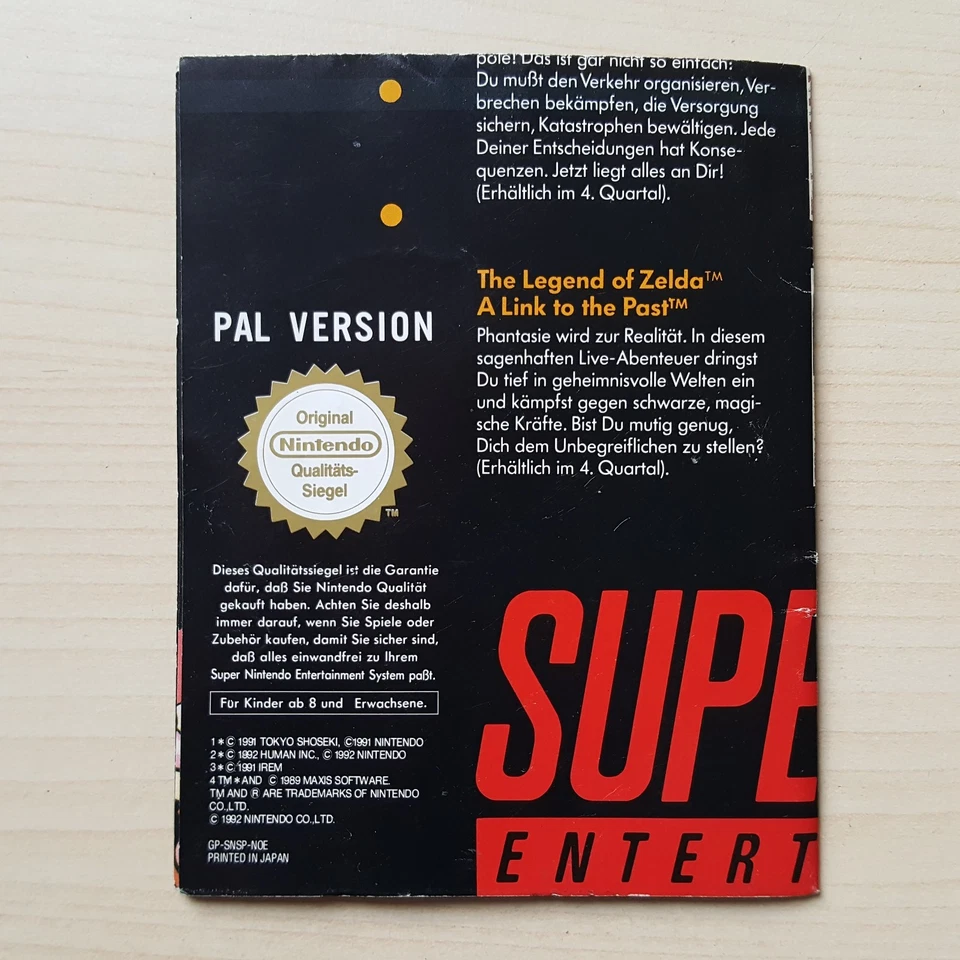 pole! Das ist gar nicht so einfach:
Du mußt den Verkehr organisieren, Ver-
brechen bekämpfen, die Versorgung
sichern, Katastrophen bewältigen. Jede
Deiner Entscheidungen hat Konse-
quenzen. Jetzt liegt alles an Dir!
(Erhältlich im 4. Quartal).
The Legend of Zelda™
A Link to the Past™
Phantasie wird zur Realität. In diesem
sagenhaften Live-Abenteuer dringst
Du tief in geheimnisvolle Welten ein
und kämpfst gegen schwarze, magi-
sche Kräfte. Bist Du mutig genug,
Dich dem Unbegreiflichen zu stellen?
(Erhältlich im 4. Quartal).
PAL VERSION
Original
Nintendo
Qualitäts-
Siegel
TM
Dieses Qualitätssiegel ist die Garantie
dafür, daß Sie Nintendo Qualität
gekauft haben. Achten Sie deshalb
immer darauf, wenn Sie Spiele oder
Zubehör kaufen, damit Sie sicher sind,
daß alles einwandfrei zu Ihrem
Super Nintendo Entertainment System paßt.
Für Kinder ab 8 und Erwachsene.
1*© 1991 TOKYO SHOSEKI, ©1991 NINTENDO
2*© 1892 HUMAN INC., © 1992 NINTENDO
3*© 1991 IREM
4 TM*AND © 1989 MAXIS SOFTWARE.
TM AND ® ARE TRADEMARKS OF NINTENDO
CO.,LTD.
© 1992 NINTENDO CO.,LTD.
GP-SNSP-NOE
PRINTED IN JAPAN
SUPE
ENTERT